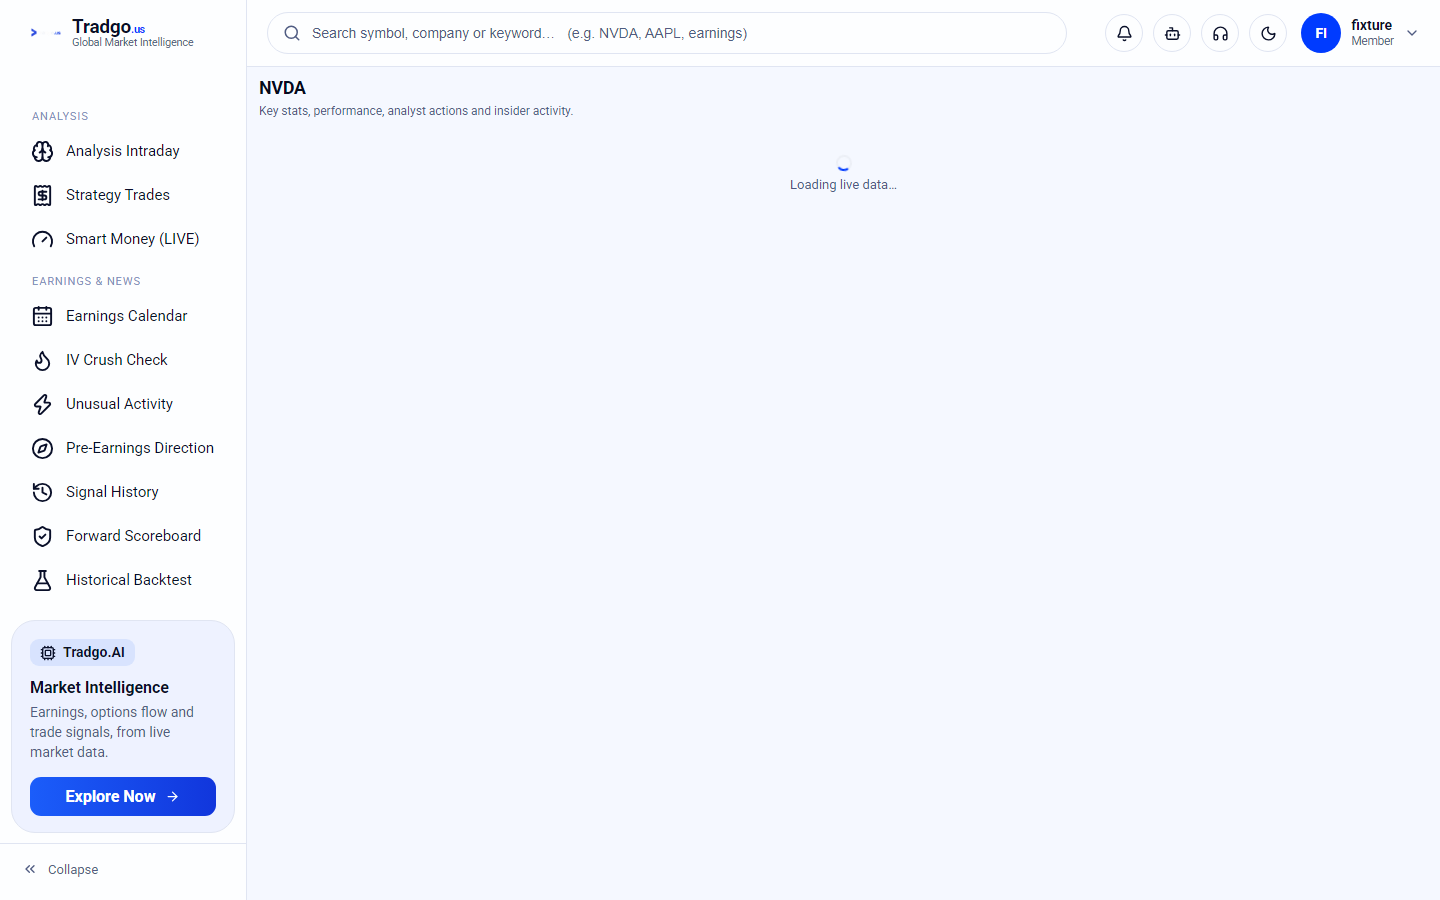 Tradgo.us
Global Market Intelligence
Search symbol, company or keyword... (e.g. NVDA, AAPL, earnings)
FI
fixture
Member
ANALYSIS
Analysis Intraday
Strategy Trades
Smart Money (LIVE)
EARNINGS & NEWS
Earnings Calendar
IV Crush Check
Unusual Activity
Pre-Earnings Direction
Signal History
Forward Scoreboard
Historical Backtest
Tradgo.AI
Market Intelligence
Earnings, options flow and
trade signals, from live
market data.
Explore Now
Collapse
NVDA
Key stats, performance, analyst actions and insider activity.
Loading live data...